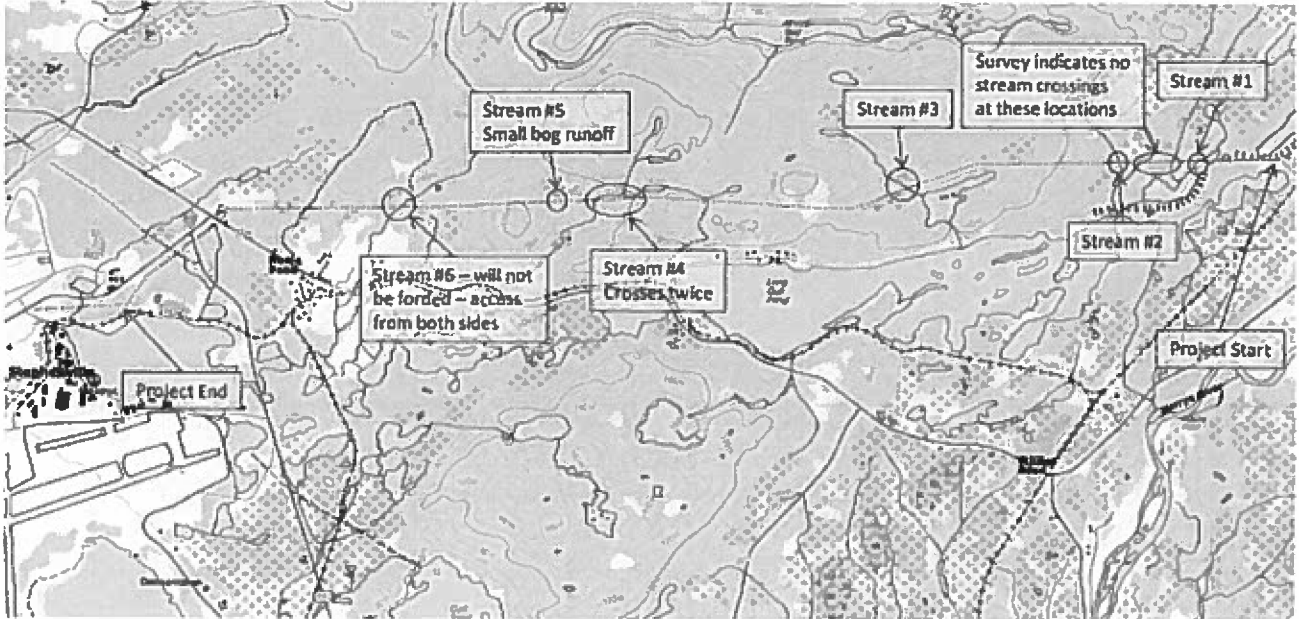 Survey indicates no
stream crossings
at these locations
Stream #1
Stream #5
Small bog runoff
Stream #3
Stream #2
Stream #6 – will not
be forded – access
from both sides
Stream #4
Crosses twice
Project Start
Project End
Stephenville